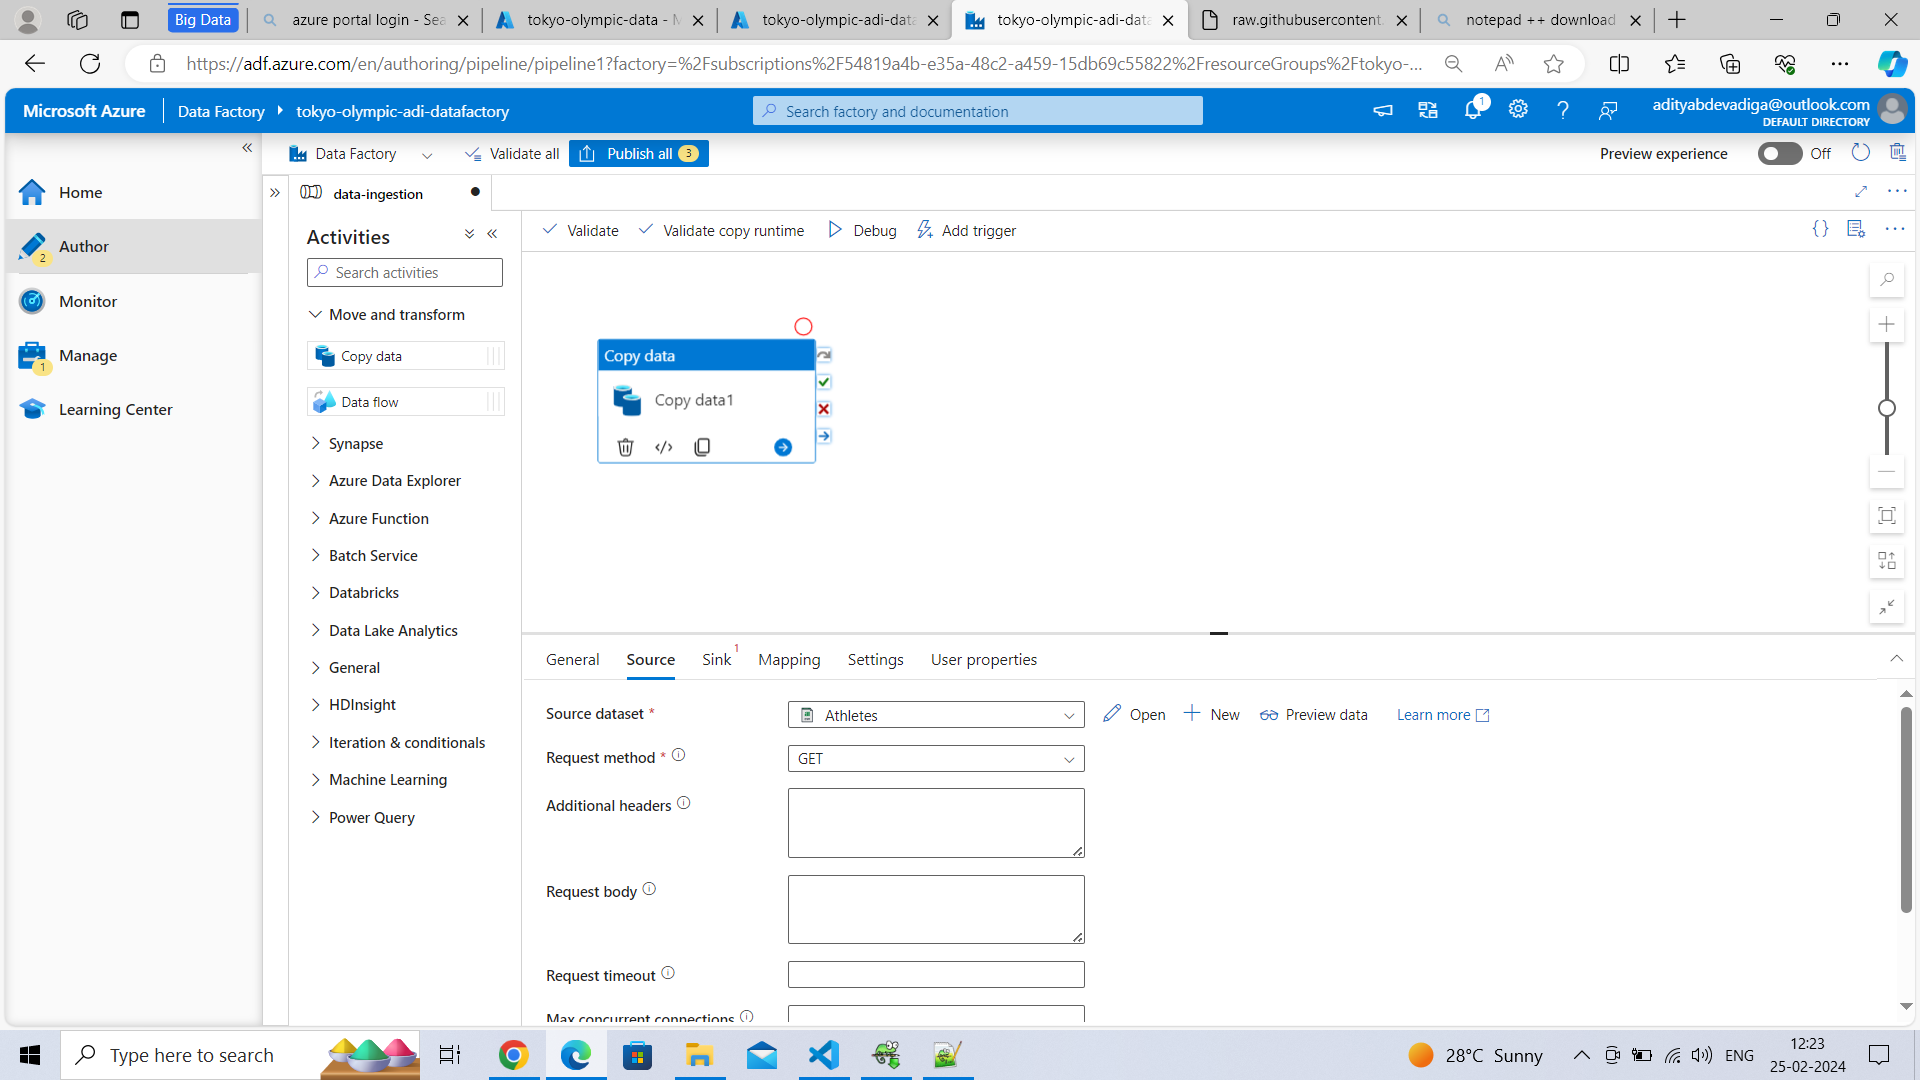 Big Data
azure portal login - Sea
tokyo-olympic-data - M
tokyo-olympic-adi-data
tokyo-olympic-adi-data
raw.githubusercontent.
notepad ++ download
https://adf.azure.com/en/authoring/pipeline/pipeline1?factory=%2Fsubscriptions%2F54819a4b-e35a-48c2-a459-15db69c55822%2FresourceGroups%2Ftokyo-...
Microsoft Azure
Data Factory
tokyo-olympic-adi-datafactory
Search factory and documentation
1
adityabdevadiga@outlook.com
DEFAULT DIRECTORY
Data Factory
Validate all
Publish all 3
Preview experience
Off
Home
Author
2
Monitor
Manage
1
Learning Center
data-ingestion
Activities
Search activities
Move and transform
Copy data
Data flow
Synapse
Azure Data Explorer
Azure Function
Batch Service
Databricks
Data Lake Analytics
General
HDInsight
Iteration & conditionals
Machine Learning
Power Query
Validate
Validate copy runtime
Debug
Add trigger
Copy data
Copy data1
General
Source
Sink 1
Mapping
Settings
User properties
Source dataset *
Athletes
Open
New
Preview data
Learn more
Request method *
GET
Additional headers
Request body
Request timeout
Max concurrent connections
Type here to search
28°C Sunny
ENG
12:23
25-02-2024